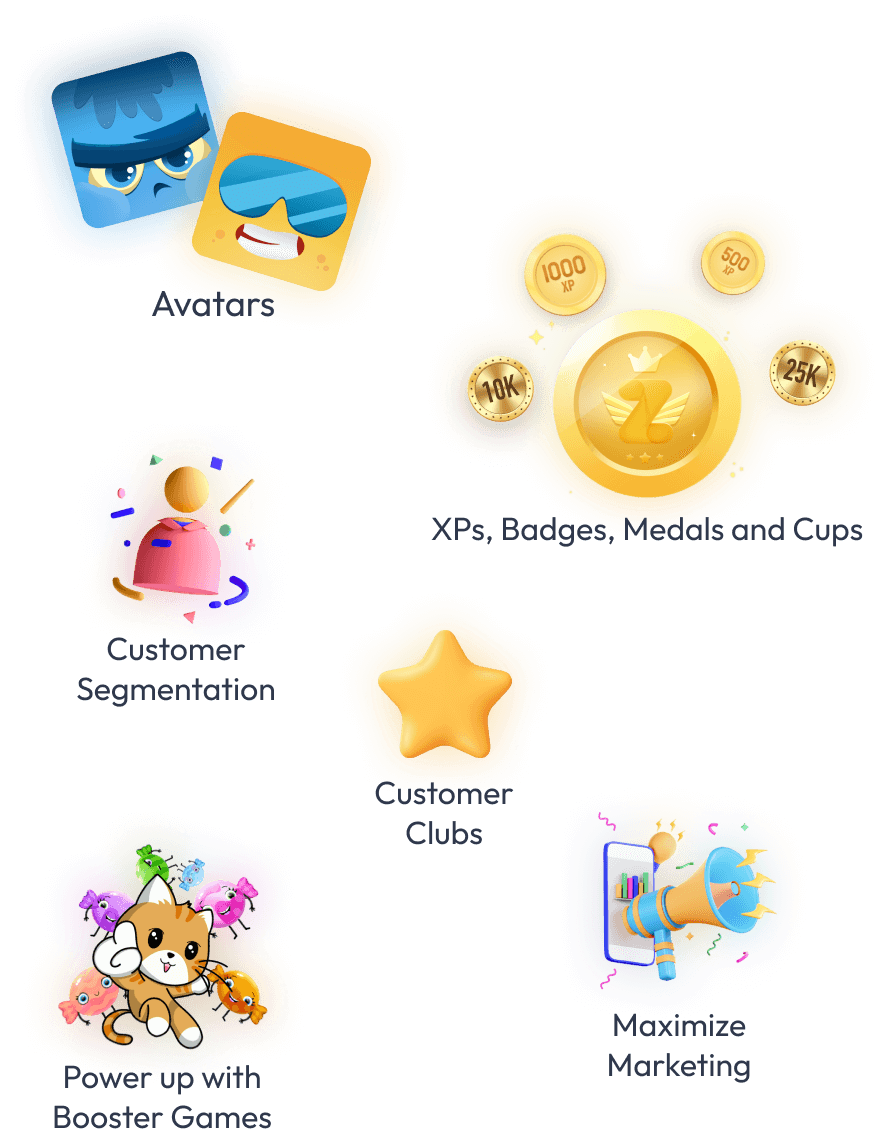 Avatars
1000
XP
500
XP
10K
25K
XPs, Badges, Medals and Cups
Customer
Segmentation
Customer
Clubs
Maximize
Marketing
Power up with
Booster Games